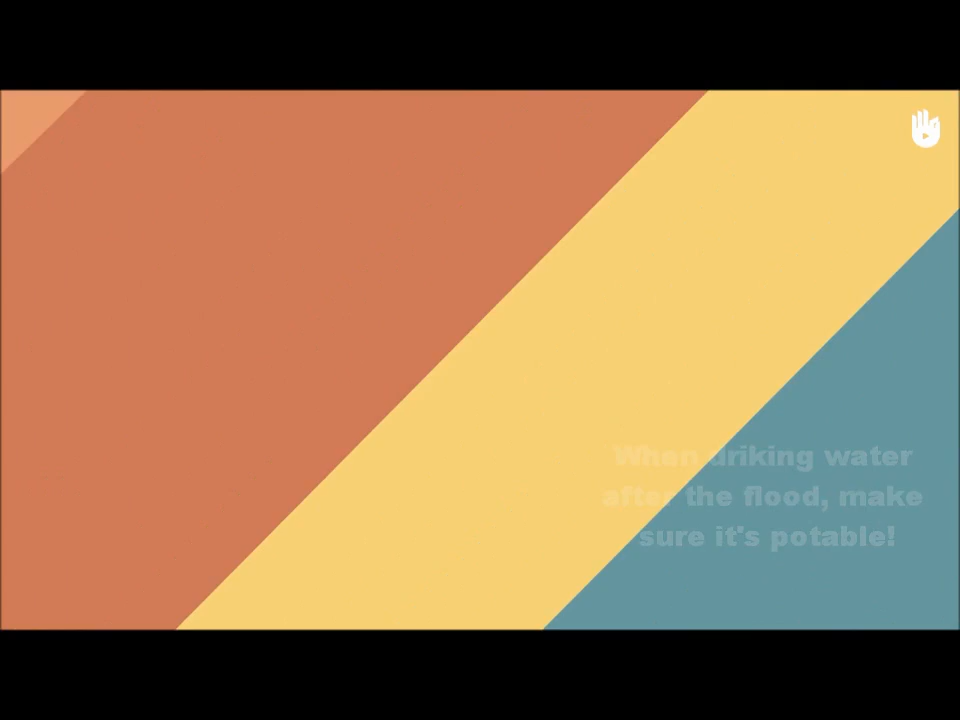 When driking water
after the flood, make
sure it's potable!